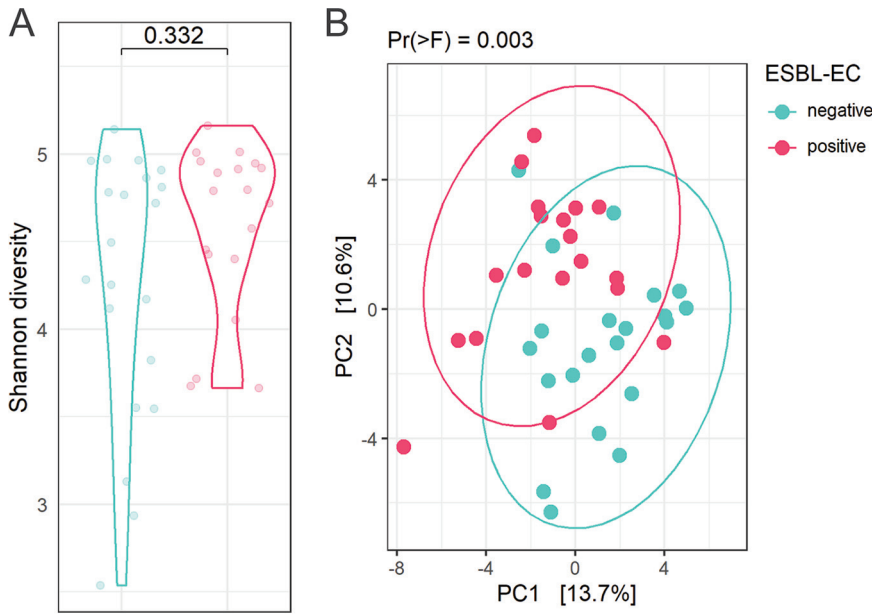 A
0.332
5
4
3
Shannon diversity
B
Pr(>F) = 0.003
4
0
-4
PC2 [10.6%]
-8
-4
0
4
PC1 [13.7%]
ESBL-EC
negative
positive